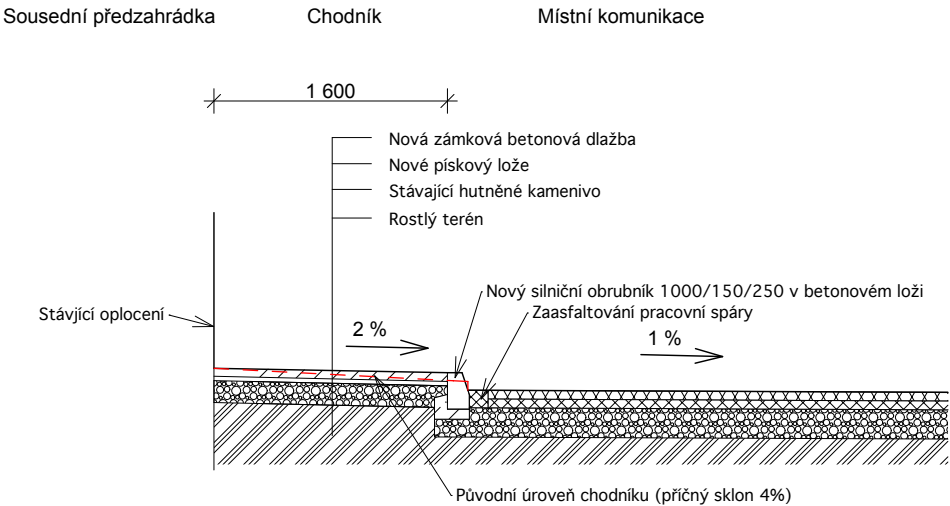 Sousední předzahrádka
Chodník
Místní komunikace
1 600
Nová zámková betonová dlažba
Nové pískový lože
Stávající hutněné kamenivo
Rostlý terén
Nový silniční obrubník 1000/150/250 v betonovém loži
Zaasfaltování pracovní spáry
Stávjící oplocení
2 %
1 %
Původní úroveň chodníku (příčný sklon 4%)